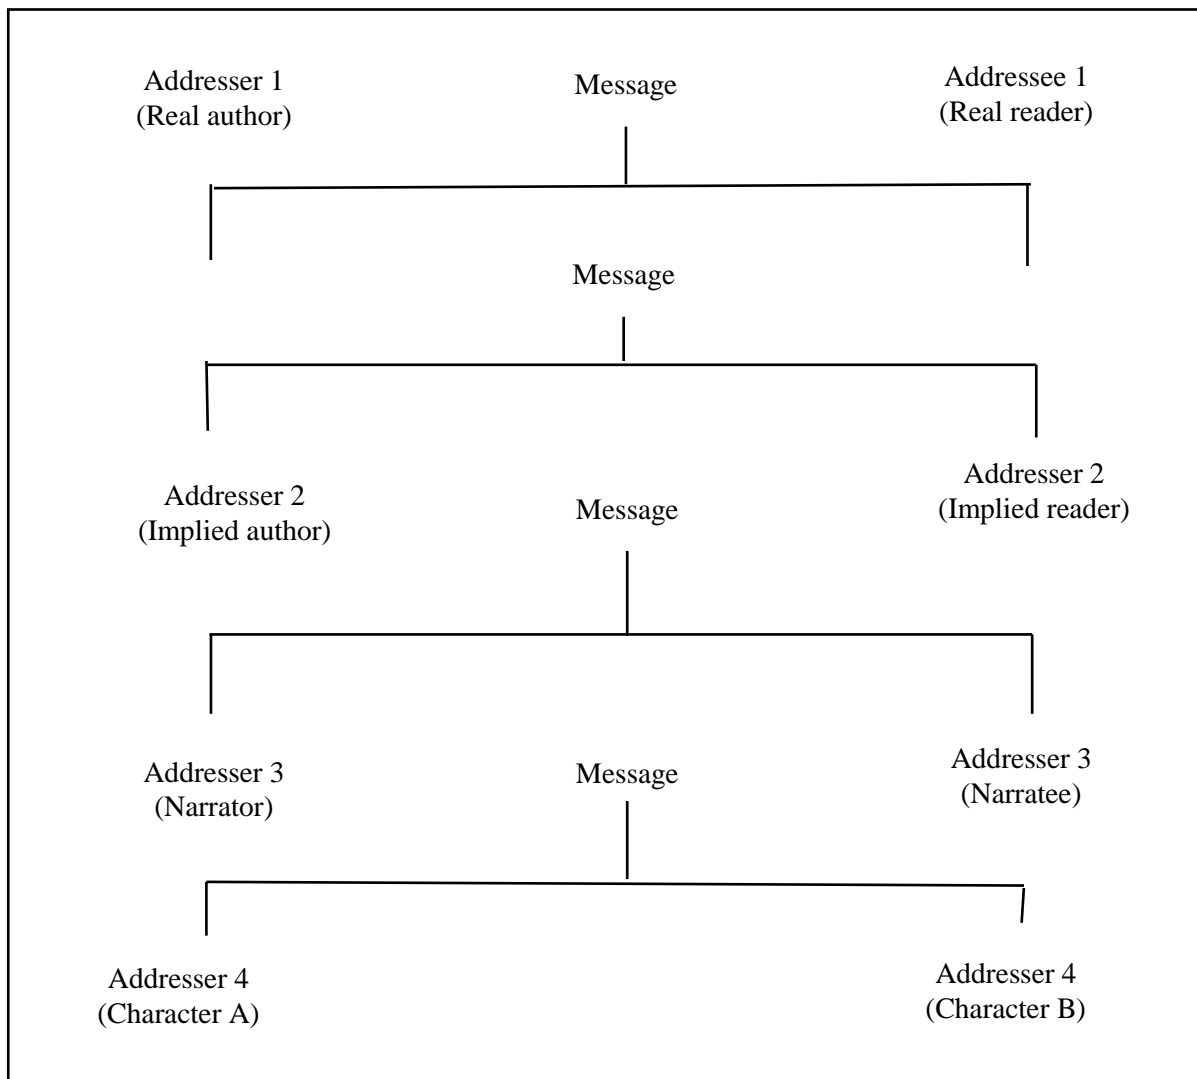 Addresser 1
(Real author)
Message
Addressee 1
(Real reader)
Message
Addresser 2
(Implied author)
Message
Addresser 2
(Implied reader)
Addresser 3
(Narrator)
Message
Addresser 3
(Narratee)
Addresser 4
(Character A)
Addresser 4
(Character B)